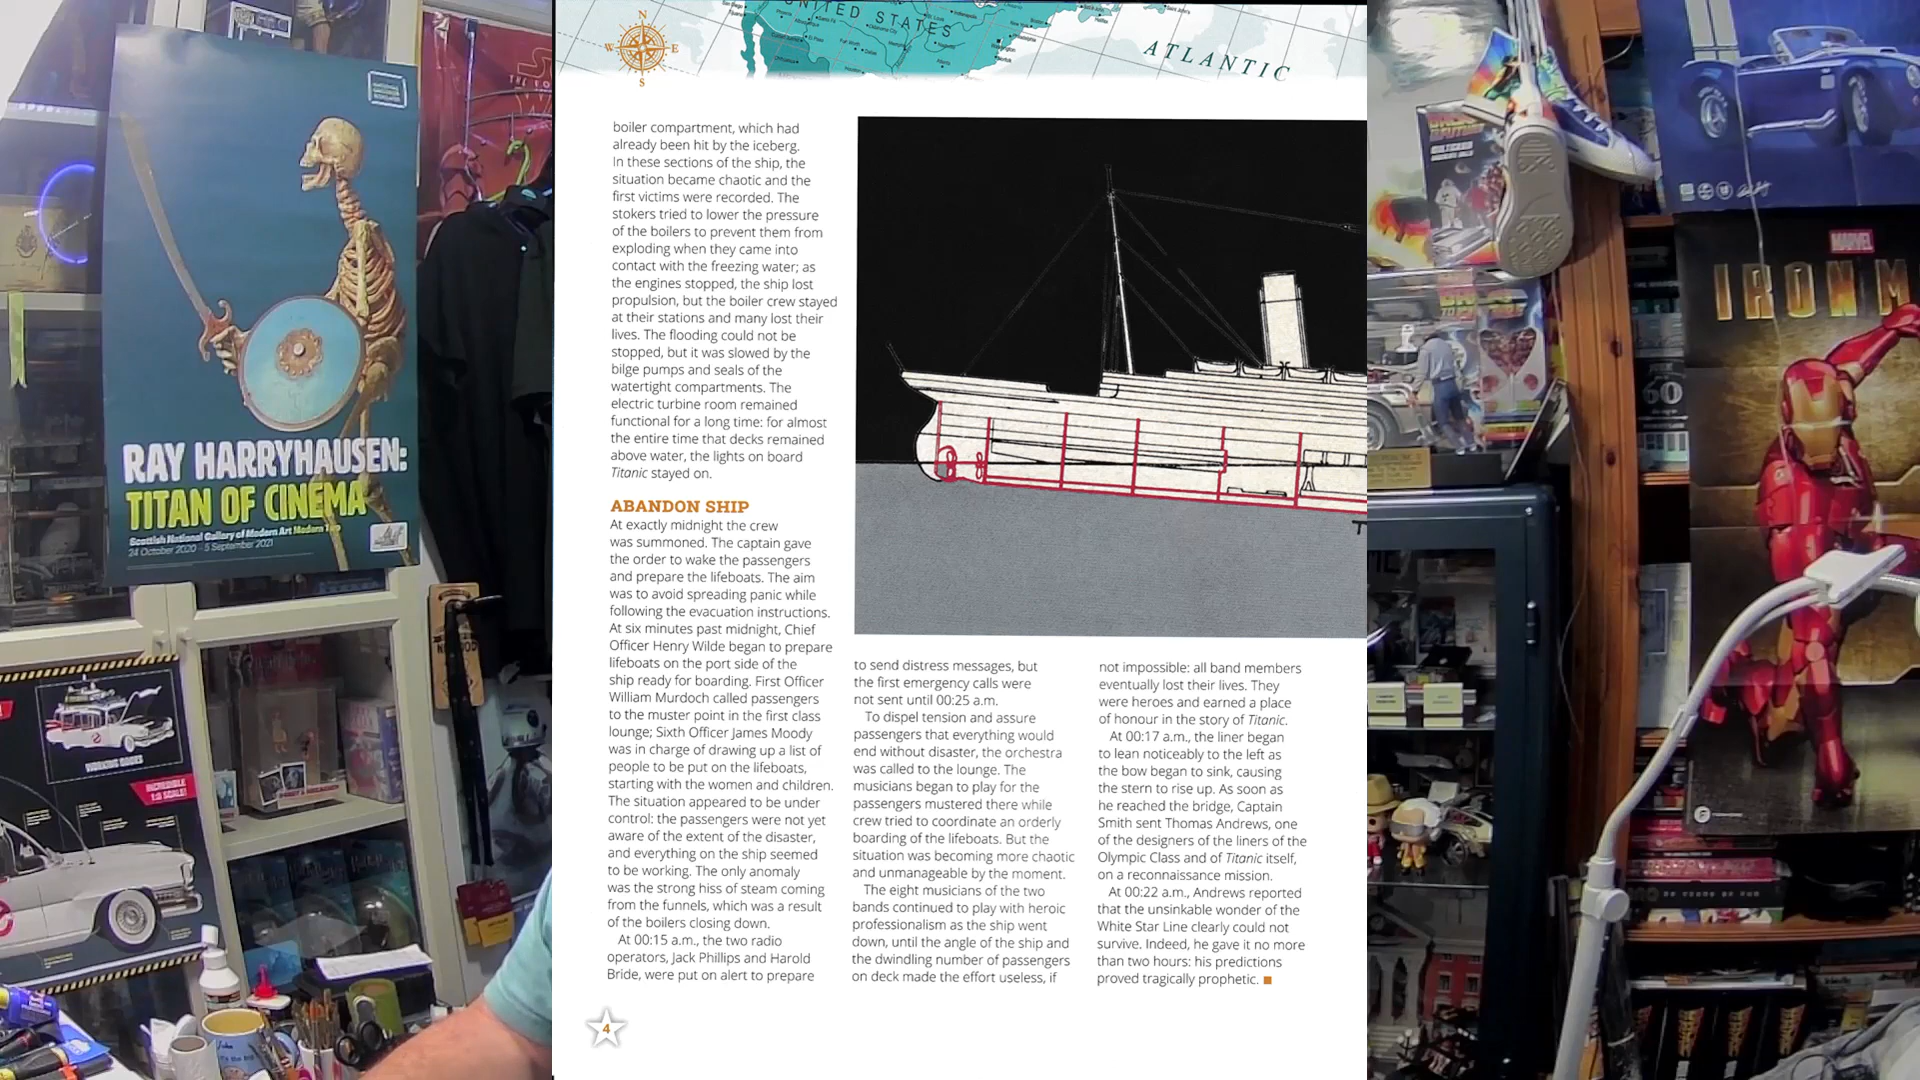 N
W
E
S
UNITED STATES
ATLANTIC
boiler compartment, which had
already been hit by the iceberg.
In these sections of the ship, the
situation became chaotic and the
first victims were recorded. The
stokers tried to lower the pressure
of the boilers to prevent them from
exploding when they came into
contact with the freezing water; as
the engines stopped, the ship lost
propulsion, but the boiler crew stayed
at their stations and many lost their
lives. The flooding could not be
stopped, but it was slowed by the
bilge pumps and seals of the
watertight compartments. The
electric turbine room remained
functional for a long time: for almost
the entire time that decks remained
above water, the lights on board
Titanic stayed on.
ABANDON SHIP
At exactly midnight the crew
was summoned. The captain gave
the order to wake the passengers
and prepare the lifeboats. The aim
was to avoid spreading panic while
following the evacuation instructions.
At six minutes past midnight, Chief
Officer Henry Wilde began to prepare
lifeboats on the port side of the
ship ready for boarding. First Officer
William Murdoch called passengers
to the muster point in the first class
lounge; Sixth Officer James Moody
was in charge of drawing up a list of
people to be put on the lifeboats,
starting with the women and children.
The situation appeared to be under
control: the passengers were not yet
aware of the extent of the disaster,
and everything on the ship seemed
to be working. The only anomaly
was the strong hiss of steam coming
from the funnels, which was a result
of the boilers closing down.
At 00:15 a.m., the two radio
operators, Jack Phillips and Harold
Bride, were put on alert to prepare
to send distress messages, but
the first emergency calls were
not sent until 00:25 a.m.
To dispel tension and assure
passengers that everything would
end without disaster, the orchestra
was called to the lounge. The
musicians began to play for the
passengers mustered there while
crew tried to coordinate an orderly
boarding of the lifeboats. But the
situation was becoming more chaotic
and unmanageable by the moment.
The eight musicians of the two
bands continued to play with heroic
professionalism as the ship went
down, until the angle of the ship and
the dwindling number of passengers
on deck made the effort useless, if
not impossible: all band members
eventually lost their lives. They
were heroes and earned a place
of honour in the story of Titanic.
At 00:17 a.m., the liner began
to lean noticeably to the left as
the bow began to sink, causing
the stern to rise up. As soon as
he reached the bridge, Captain
Smith sent Thomas Andrews, one
of the designers of the liners of the
Olympic Class and of Titanic itself,
on a reconnaissance mission.
At 00:22 a.m., Andrews reported
that the unsinkable wonder of the
White Star Line clearly could not
survive. Indeed, he gave it no more
than two hours: his predictions
proved tragically prophetic.
4
RAY HARRYHAUSEN:
TITAN OF CINEMA
Scottish National Gallery of Modern Art Modern Two
24 October 2020 - 5 September 2021
INCREDIBLE
1:8 SCALE!
MARVEL
IRON M
60